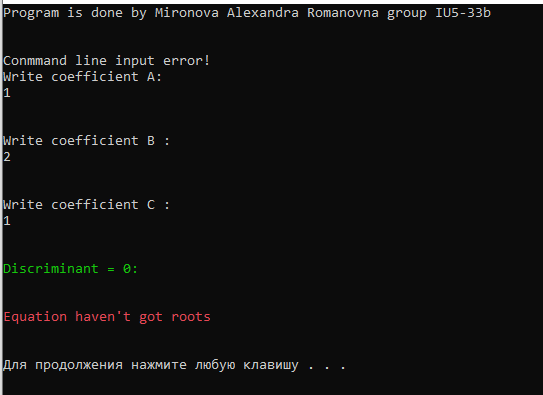 Program is done by Mironova Alexandra Romanovna group IU5-33b
Conmmand line input error!
Write coefficient A:
1
Write coefficient B :
2
Write coefficient C :
1
Discriminant = 0:
Equation haven't got roots
Для продолжения нажмите любую клавишу . . .